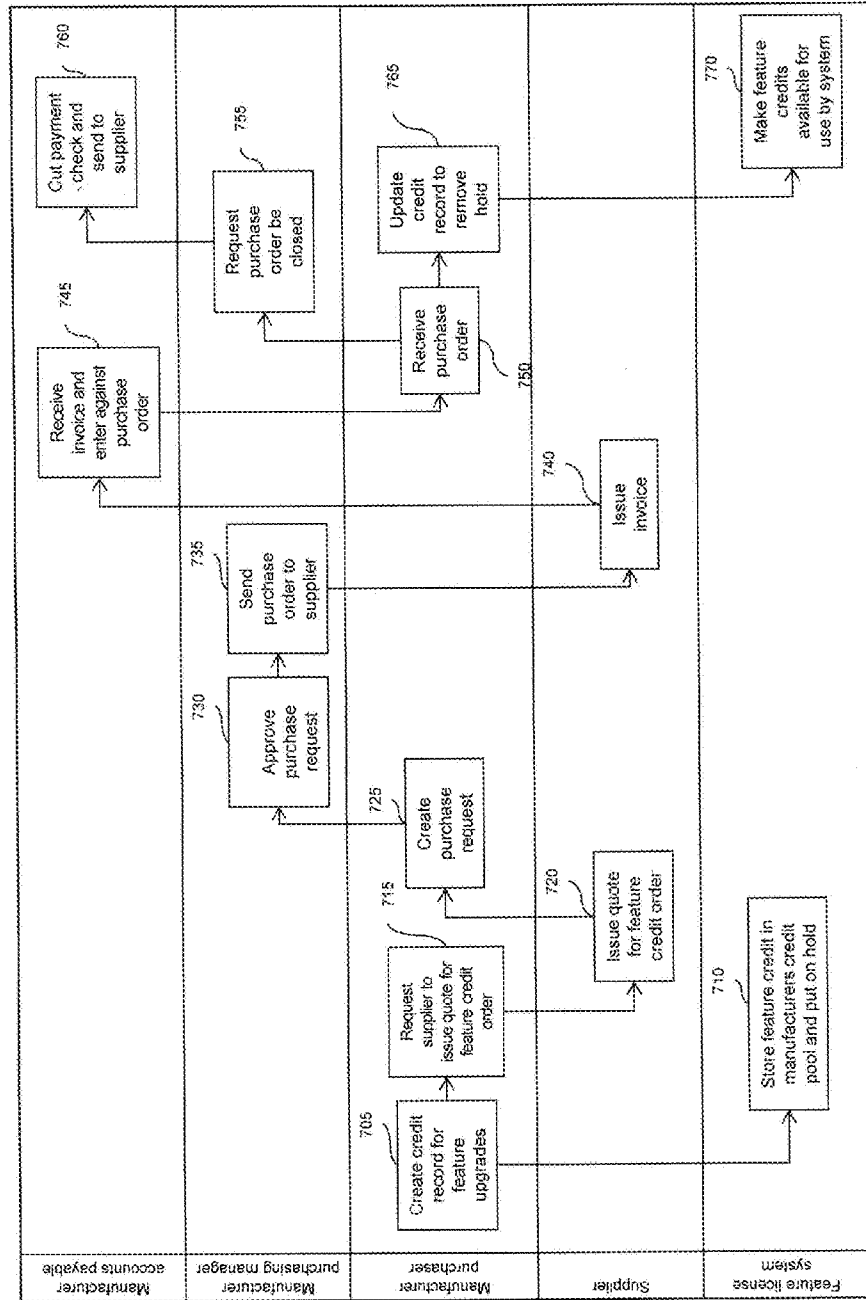 Manufacturer
accounts payable
745
Receive
invoice and
enter against
purchase
order
760
Cut payment
check and
send to
supplier
Manufacturer
purchasing manager
730
Approve
purchase
request
735
Send
purchase
order to
supplier
755
Request
purchase
order be
closed
Manufacturer
purchaser
705
Create credit
record for
feature
upgrades
715
Request
supplier to
issue quote for
feature credit
order
725
Create
purchase
request
Receive
purchase
order
750
765
Update
credit
record to
remove
hold
Supplier
720
Issue quote
for feature
credit order
740
Issue
invoice
Feature license
system
710
Store feature credit in
manufacturers credit
pool and put on hold
770
Make feature
credits
available for
use by system